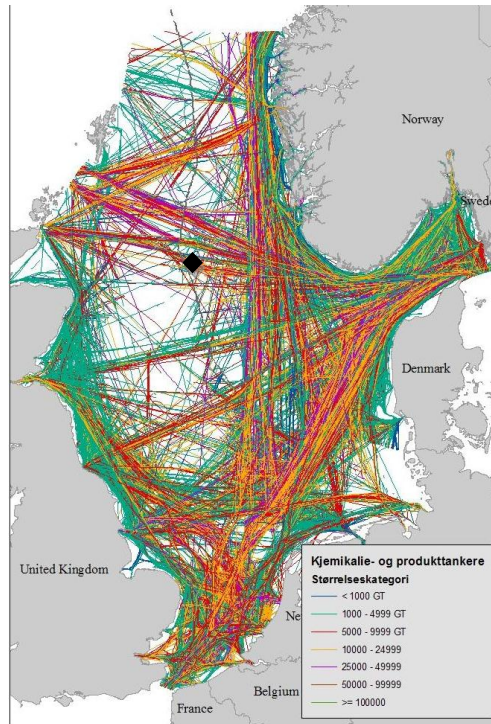 Norway
Swede
Denmark
United Kingdom
Ne
Belgium
France
Kjemikalie- og produkttankere
Størrelseskategori
< 1000 GT
1000 - 4999 GT
5000 - 9999 GT
10000 - 24999
25000 - 49999
50000 - 99999
>= 100000